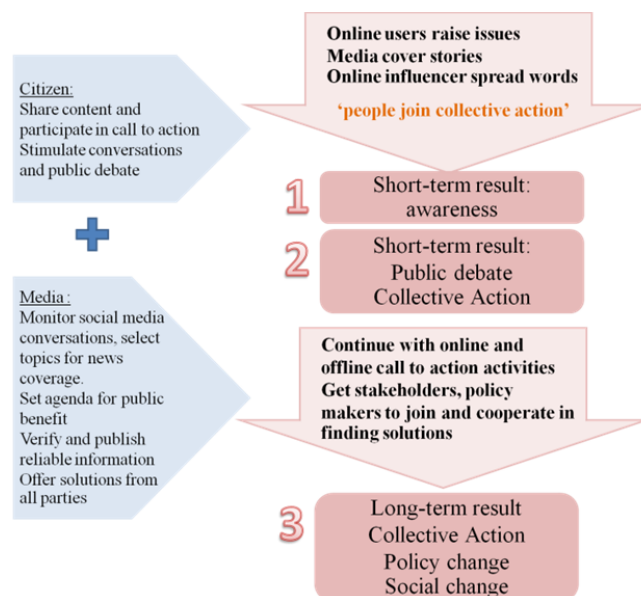 Citizen:
Share content and
participate in call to action
Stimulate conversations
and public debate
Media :
Monitor social media
conversations, select
topics for news
coverage.
Set agenda for public
benefit
Verify and publish
reliable information
Offer solutions from
all parties
Online users raise issues
Media cover stories
Online influencer spread words
‘people join collective action’
1
Short-term result:
awareness
2
Short-term result:
Public debate
Collective Action
Continue with online and
offline call to action activities
Get stakeholders, policy
makers to join and cooperate in
finding solutions
3
Long-term result
Collective Action
Policy change
Social change